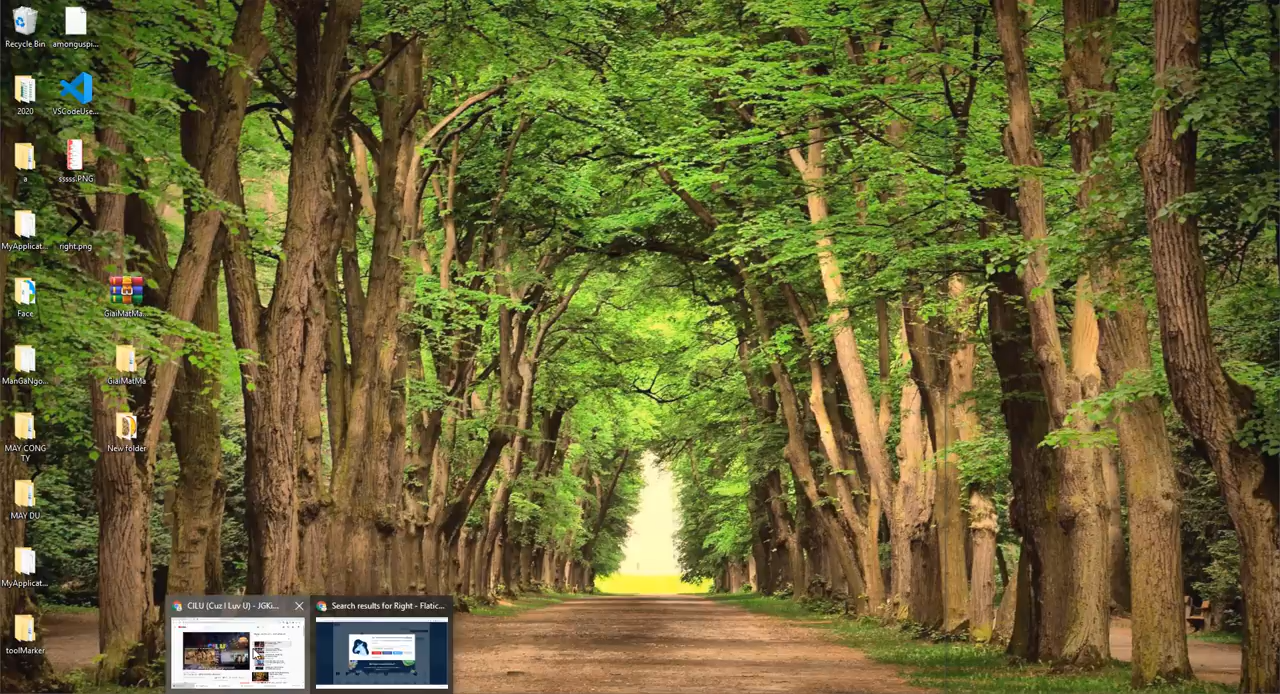 Recycle Bin
amonguspi...
2020
VSCodeUse...
a
sssss.PNG
MyApplicat...
right.png
Face
GiaiMatMa...
ManGaNgo...
GiaiMatMa
MAY CONG TY
New folder
MAY DU
MyApplicat...
toolMarker
CILU (Cuz I Luv U) - JGKi...
Search results for Right - Flatic...